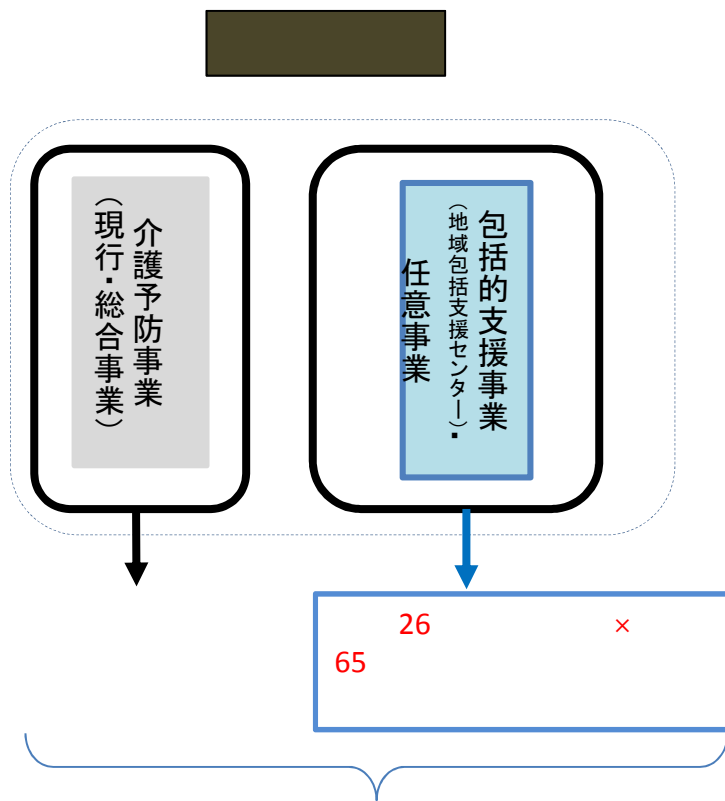 介護予防事業
（現行・総合事業）
包括的支援事業
（地域包括支援センター）・
任意事業
26 ×
65